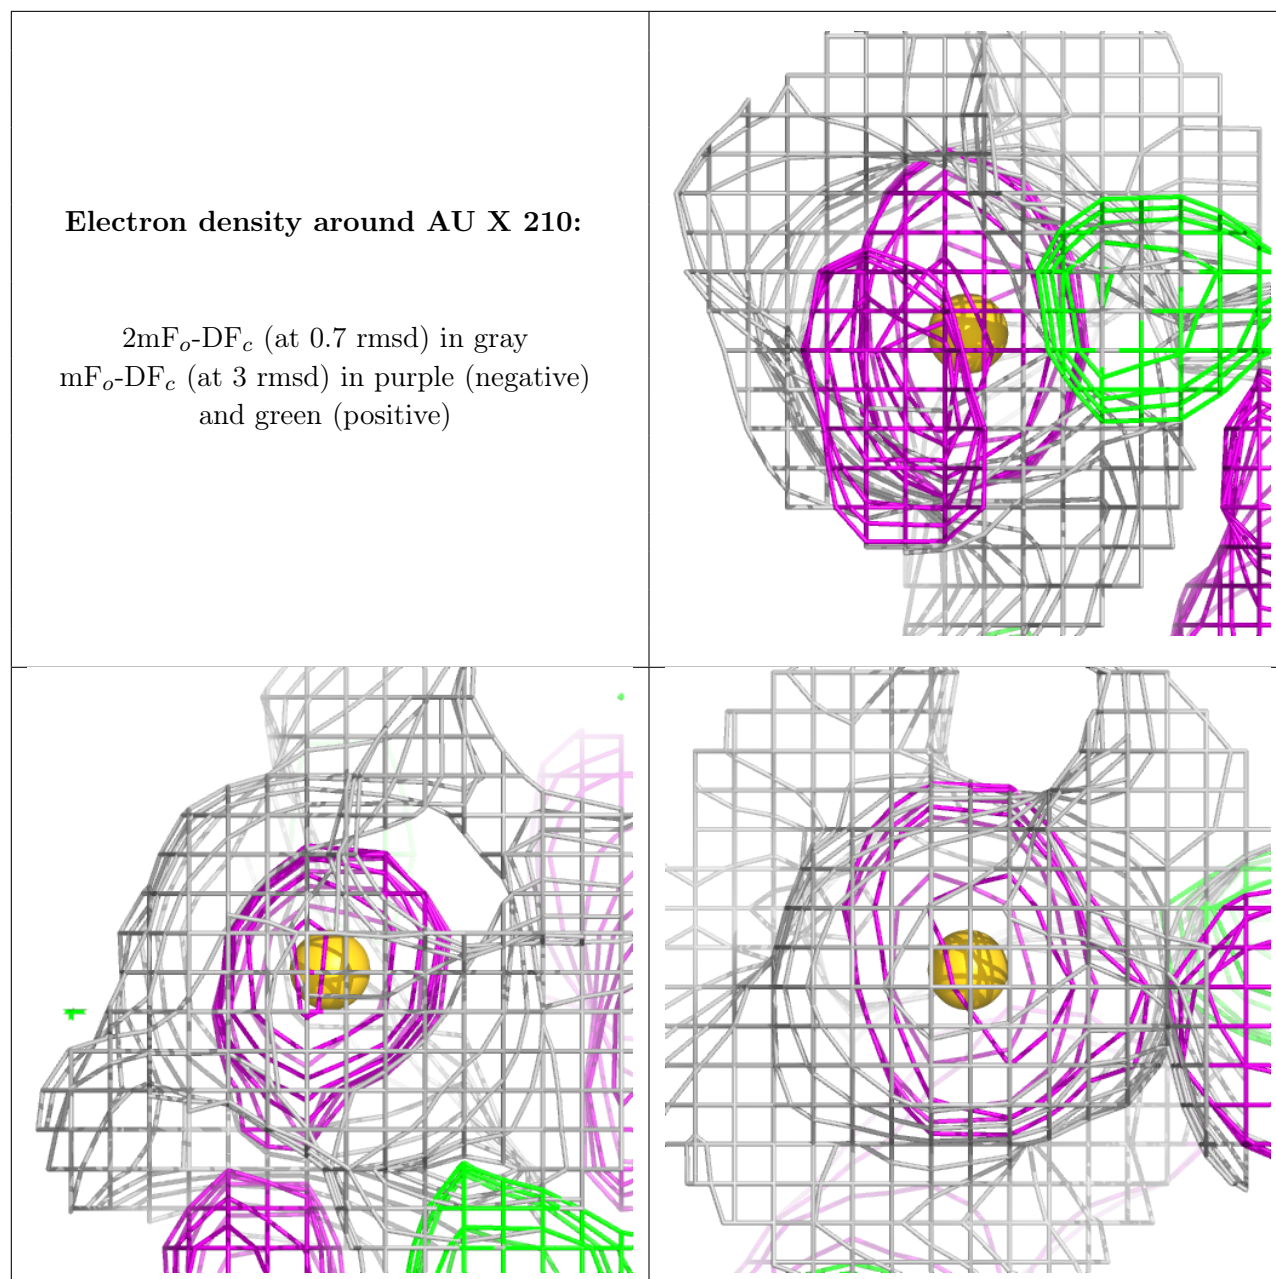 Electron density around AU X 210:
2mFo-DFc (at 0.7 rmsd) in gray
mFo-DFc (at 3 rmsd) in purple (negative)
and green (positive)